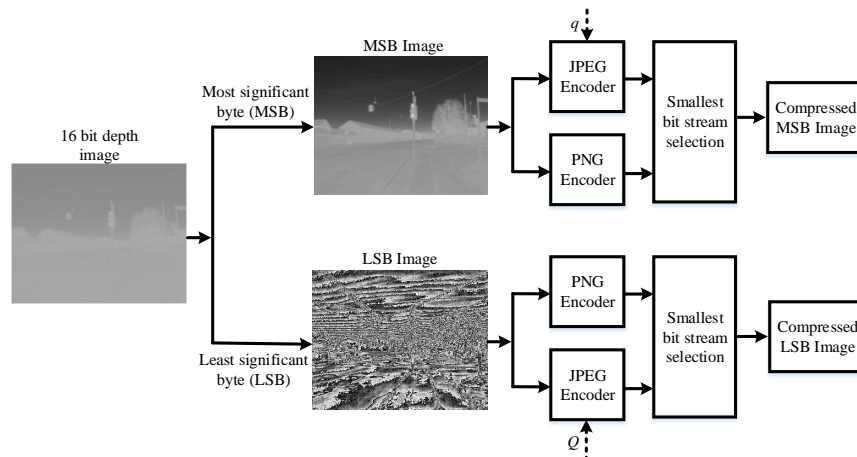 q
MSB Image
JPEG
Encoder
Most significant
byte (MSB)
Smallest
bit stream
selection
Compressed
MSB Image
16 bit depth
image
PNG
Encoder
LSB Image
PNG
Encoder
Smallest
bit stream
selection
Compressed
LSB Image
Least significant
byte (LSB)
JPEG
Encoder
Q